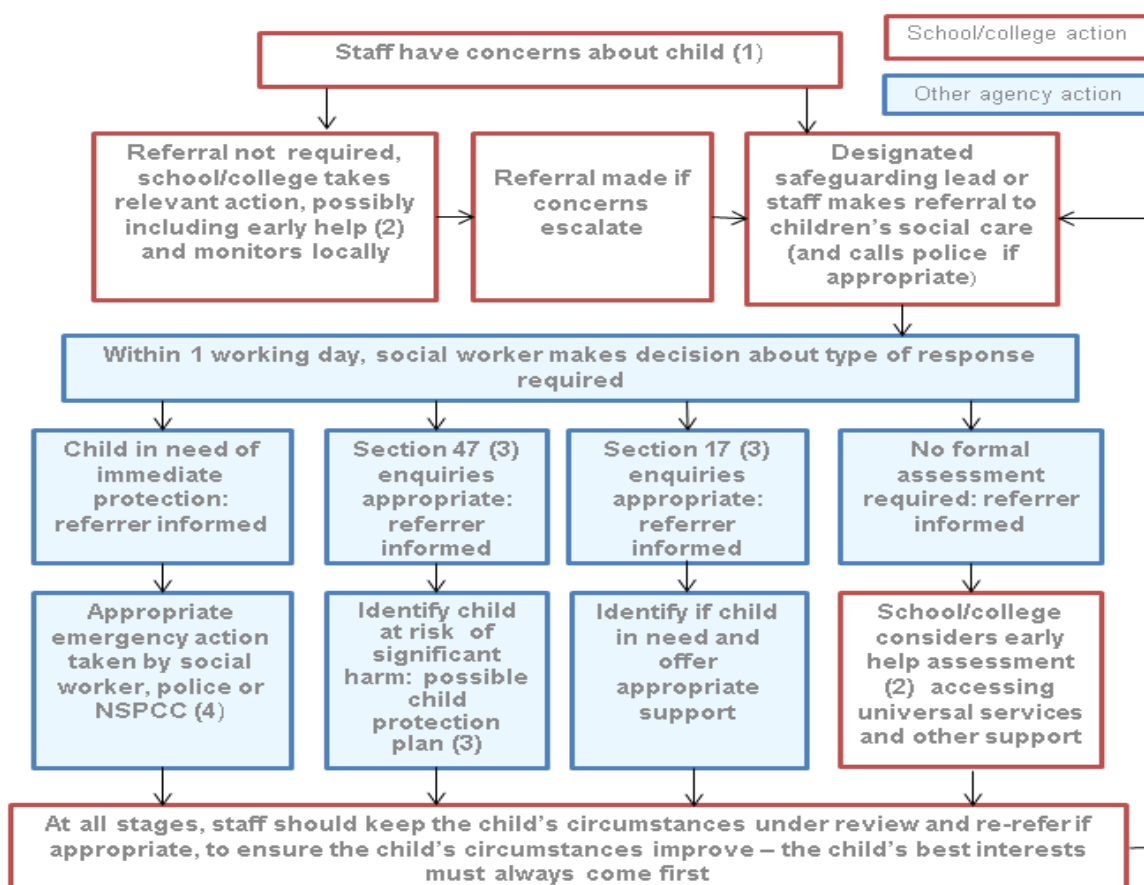 School/college action
Staff have concerns about child (1)
Other agency action
Referral not required,
school/college takes
relevant action, possibly
including early help (2)
and monitors locally
Referral made if
concerns
escalate
Designated
safeguarding lead or
staff makes referral to
children’s social care
(and calls police if
appropriate)
Within 1 working day, social worker makes decision about type of response
required
Child in need of
immediate
protection:
referrer informed
Section 47 (3)
enquiries
appropriate:
referrer
informed
Section 17 (3)
enquiries
appropriate:
referrer
informed
No formal
assessment
required: referrer
informed
Appropriate
emergency action
taken by social
worker, police or
NSPCC (4)
Identify child
at risk of
significant
harm: possible
child
protection
plan (3)
Identify if child
in need and
offer
appropriate
support
School/college
considers early
help assessment
(2) accessing
universal services
and other support
At all stages, staff should keep the child’s circumstances under review and re-refer if
appropriate, to ensure the child’s circumstances improve – the child’s best interests
must always come first